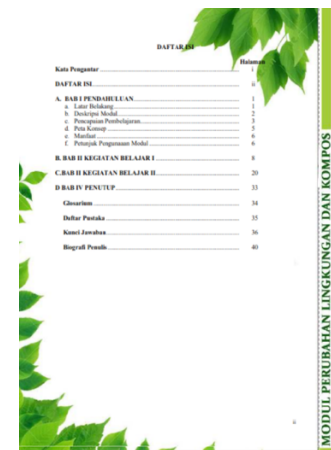 DAFTAR ISI
Halaman
Kata Pengantar ... i
DAFTAR ISI ... ii
A. BAB I PENDAHULUAN ... 1
a. Latar Belakang ... 1
b. Deskripsi Modul ... 2
c. Pencapaian Pembelajaran ... 3
d. Peta Konsep ... 5
e. Manfaat ... 6
f. Petunjuk Penggunaan Modul ... 6
B. BAB II KEGIATAN BELAJAR I ... 8
C.BAB II KEGIATAN BELAJAR II ... 20
D BAB IV PENUTUP ... 33
Glosarium ... 34
Daftar Pustaka ... 35
Kunci Jawaban ... 36
Biografi Penulis ... 40
MODUL PERUBAHAN LINGKUNGAN DAN KOMPOS
ii